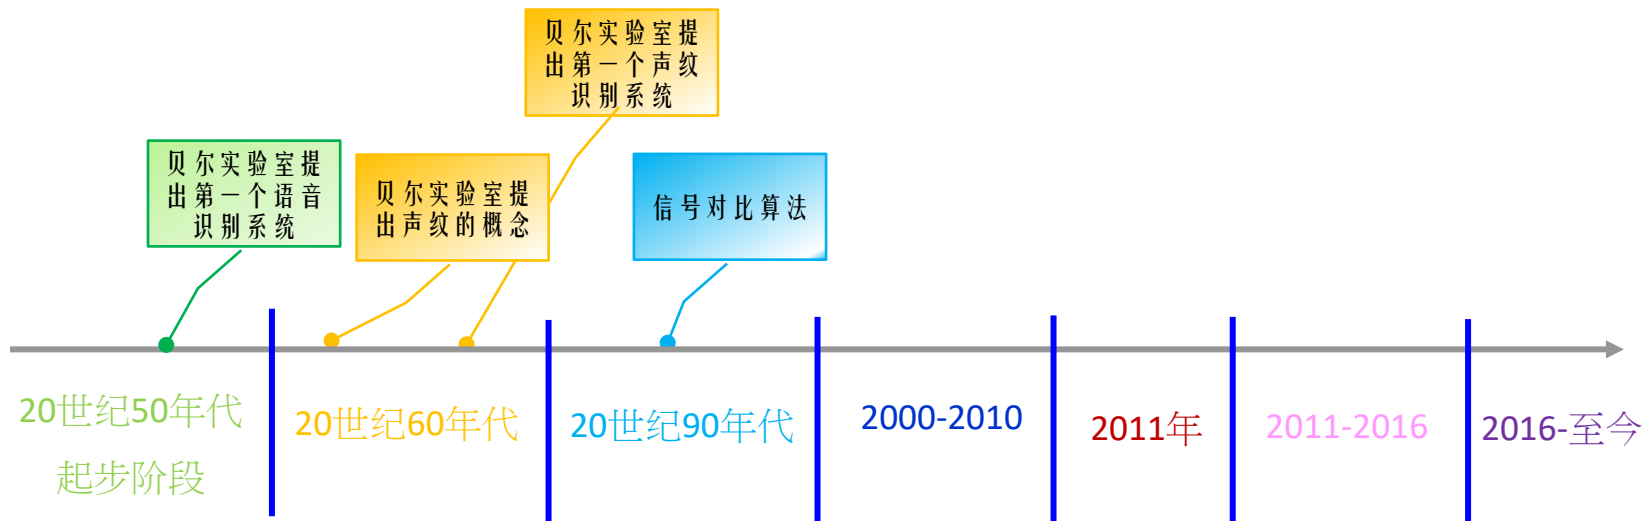 贝尔实验室提
出第一个声纹
识别系统
贝尔实验室提
出第一个语音
识别系统
贝尔实验室提
出声纹的概念
信号对比算法
20世纪50年代
起步阶段
20世纪60年代
20世纪90年代
2000-2010
2011年
2011-2016
2016-至今